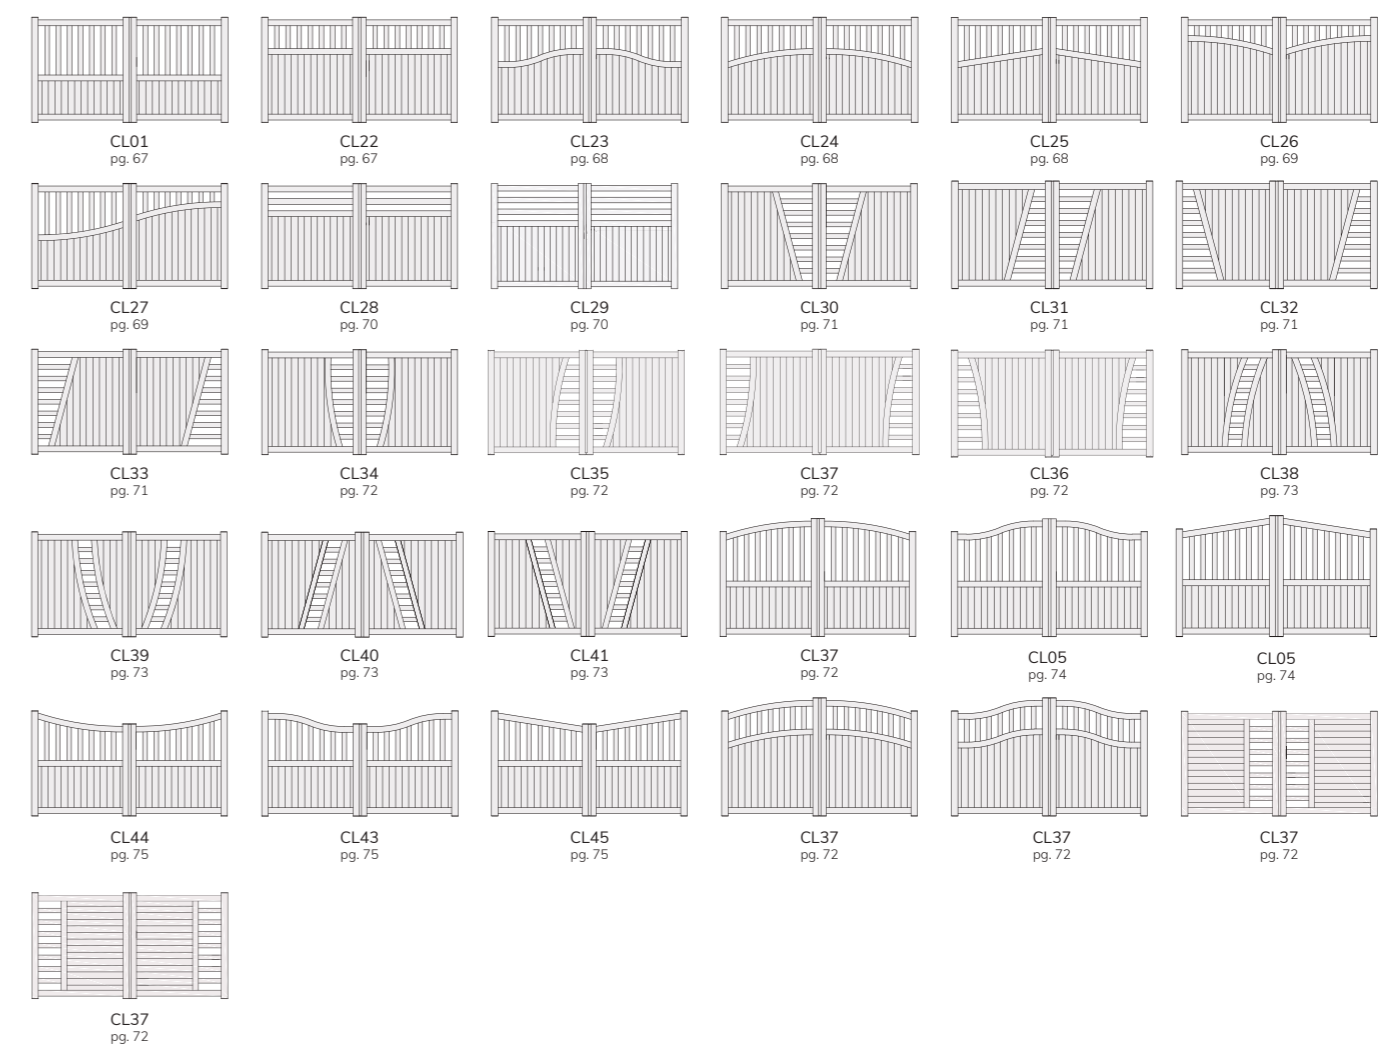 CL01
pg. 67
CL22
pg. 67
CL23
pg. 68
CL24
pg. 68
CL25
pg. 68
CL26
pg. 69
CL27
pg. 69
CL28
pg. 70
CL29
pg. 70
CL30
pg. 71
CL31
pg. 71
CL32
pg. 71
CL33
pg. 71
CL34
pg. 72
CL35
pg. 72
CL37
pg. 72
CL36
pg. 72
CL38
pg. 73
CL39
pg. 73
CL40
pg. 73
CL41
pg. 73
CL37
pg. 72
CL05
pg. 74
CL05
pg. 74
CL44
pg. 75
CL43
pg. 75
CL45
pg. 75
CL37
pg. 72
CL37
pg. 72
CL37
pg. 72
CL37
pg. 72